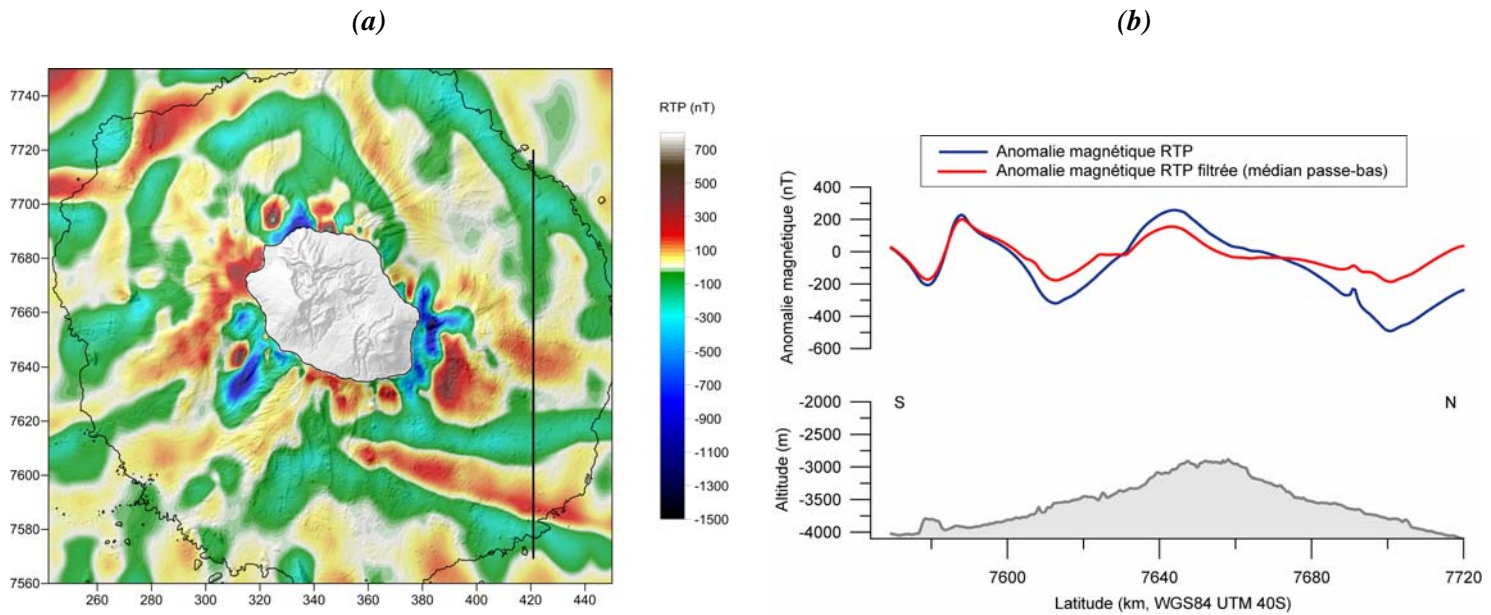 (a)
(b)
7740
7720
7700
7680
7660
7640
7620
7600
7580
7560
260 280 300 320 340 360 380 400 420 440
RTP (nT)
700
500
300
100
-100
-300
-500
-700
-900
-1100
-1300
-1500
Anomalie magnétique RTP
Anomalie magnétique RTP filtrée (médian passe-bas)
Anomalie magnétique (nT)
400
200
0
-200
-400
-600
S
N
Altitude (m)
-2000
-2500
-3000
-3500
-4000
7600 7640 7680 7720
Latitude (km, WGS84 UTM 40S)